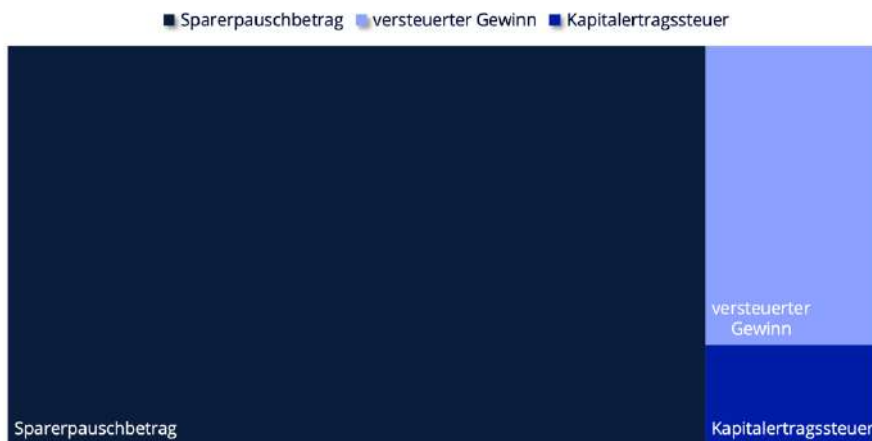 Sparerpauschbetrag versteuerter Gewinn Kapitalertragssteuer
versteuerter
Gewinn
Sparerpauschbetrag
Kapitalertragssteuer